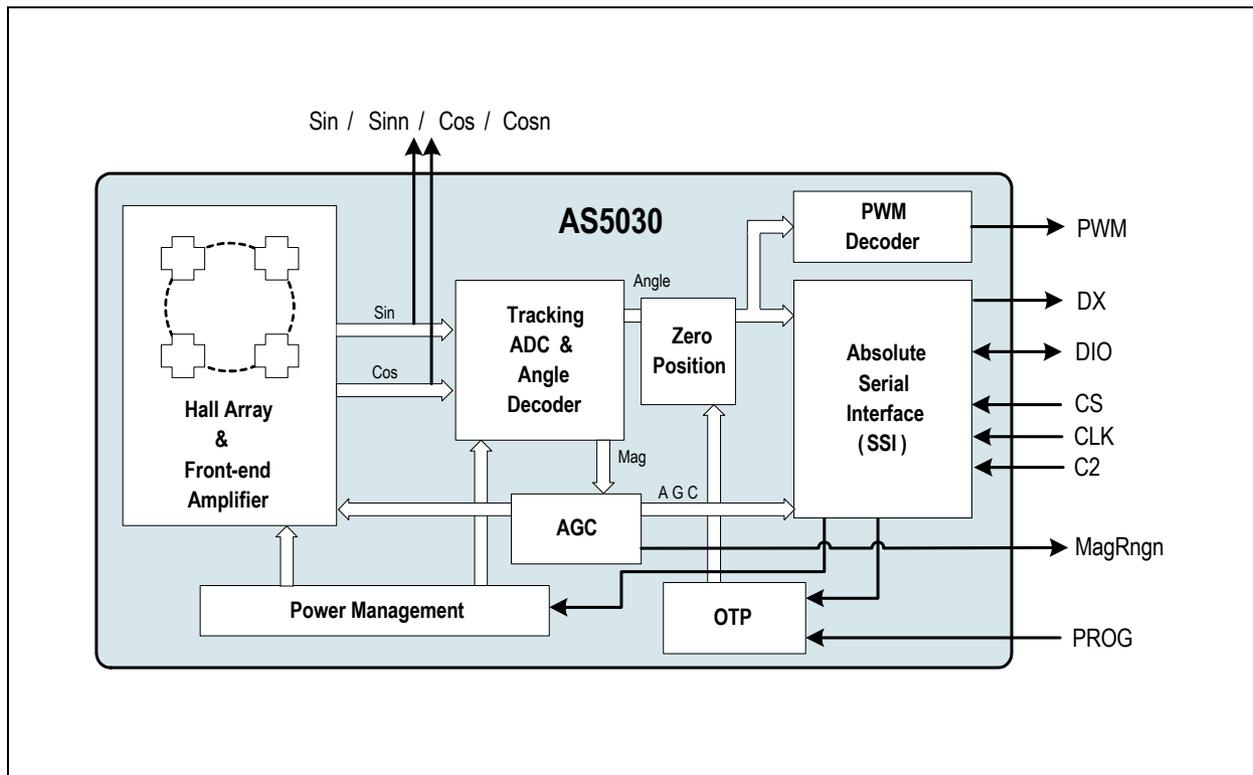 Sin / Sinn / Cos / Cosn
AS5030
PWM
Decoder
PWM
Hall Array
&
Front-end
Amplifier
Sin
Cos
Tracking
ADC &
Angle
Decoder
Angle
Zero
Position
Absolute
Serial
Interface
( SSI )
DX
DIO
CS
CLK
C2
Mag
AGC
A G C
MagRngn
Power Management
OTP
PROG